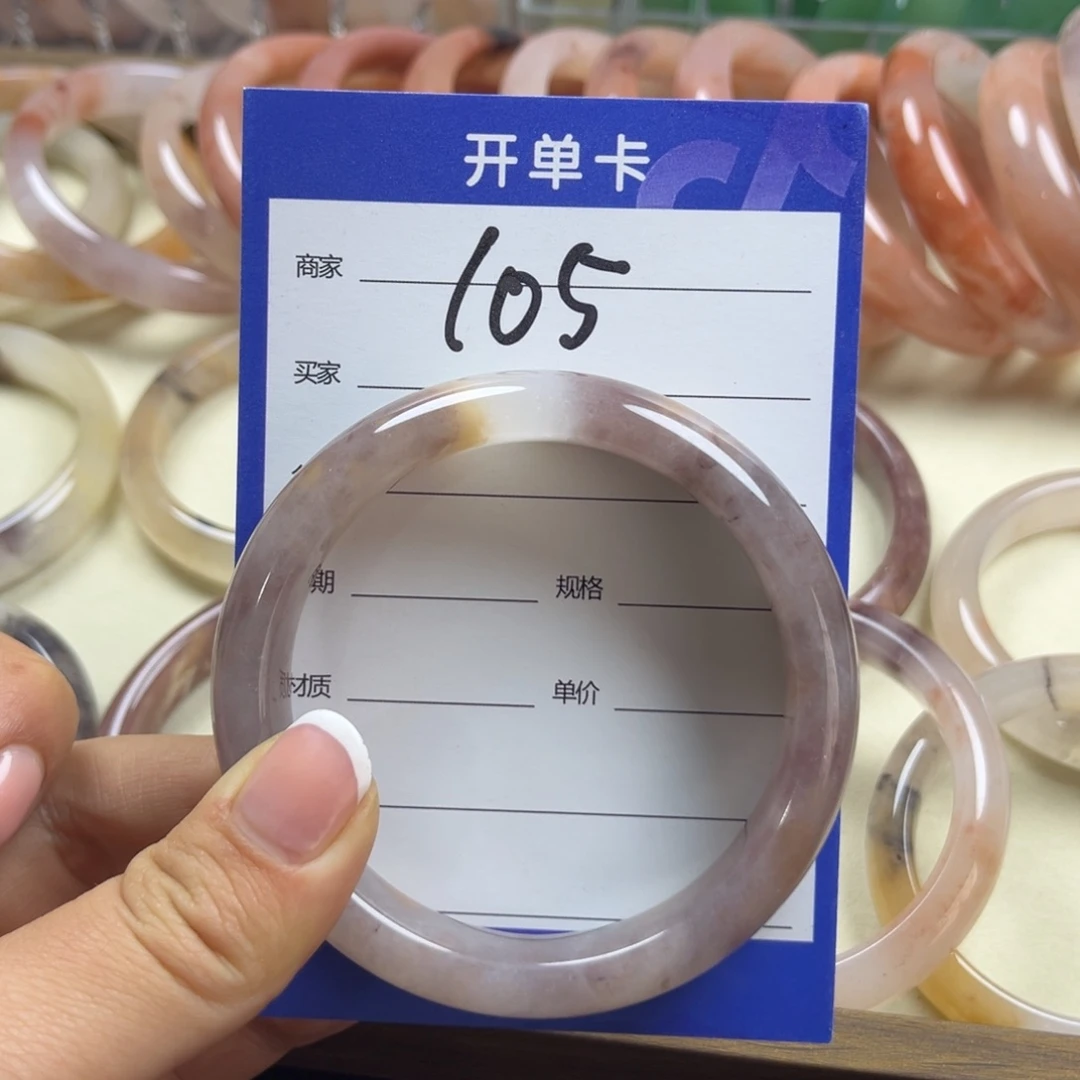 开单卡
商家 105
买家
期 规格
材质 单价